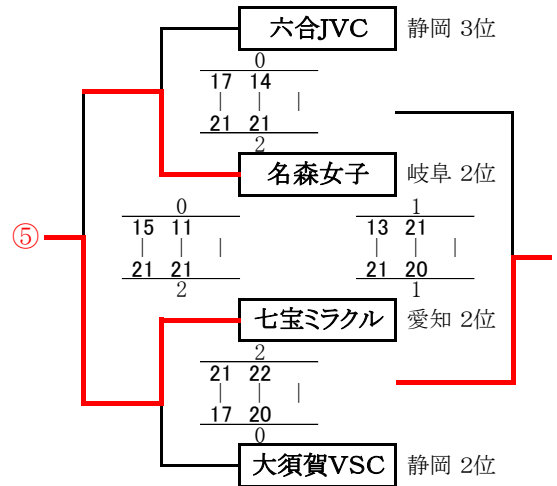 六合JVC 静岡 3位
0
17 14
| | |
21 21
2
名森女子 岐阜 2位
0 1
15 11 13 21
| | | | | |
21 21 21 20
2 1
⑤
七宝ミラクル 愛知 2位
2
21 22
| | |
17 20
0
大須賀VSC 静岡 2位